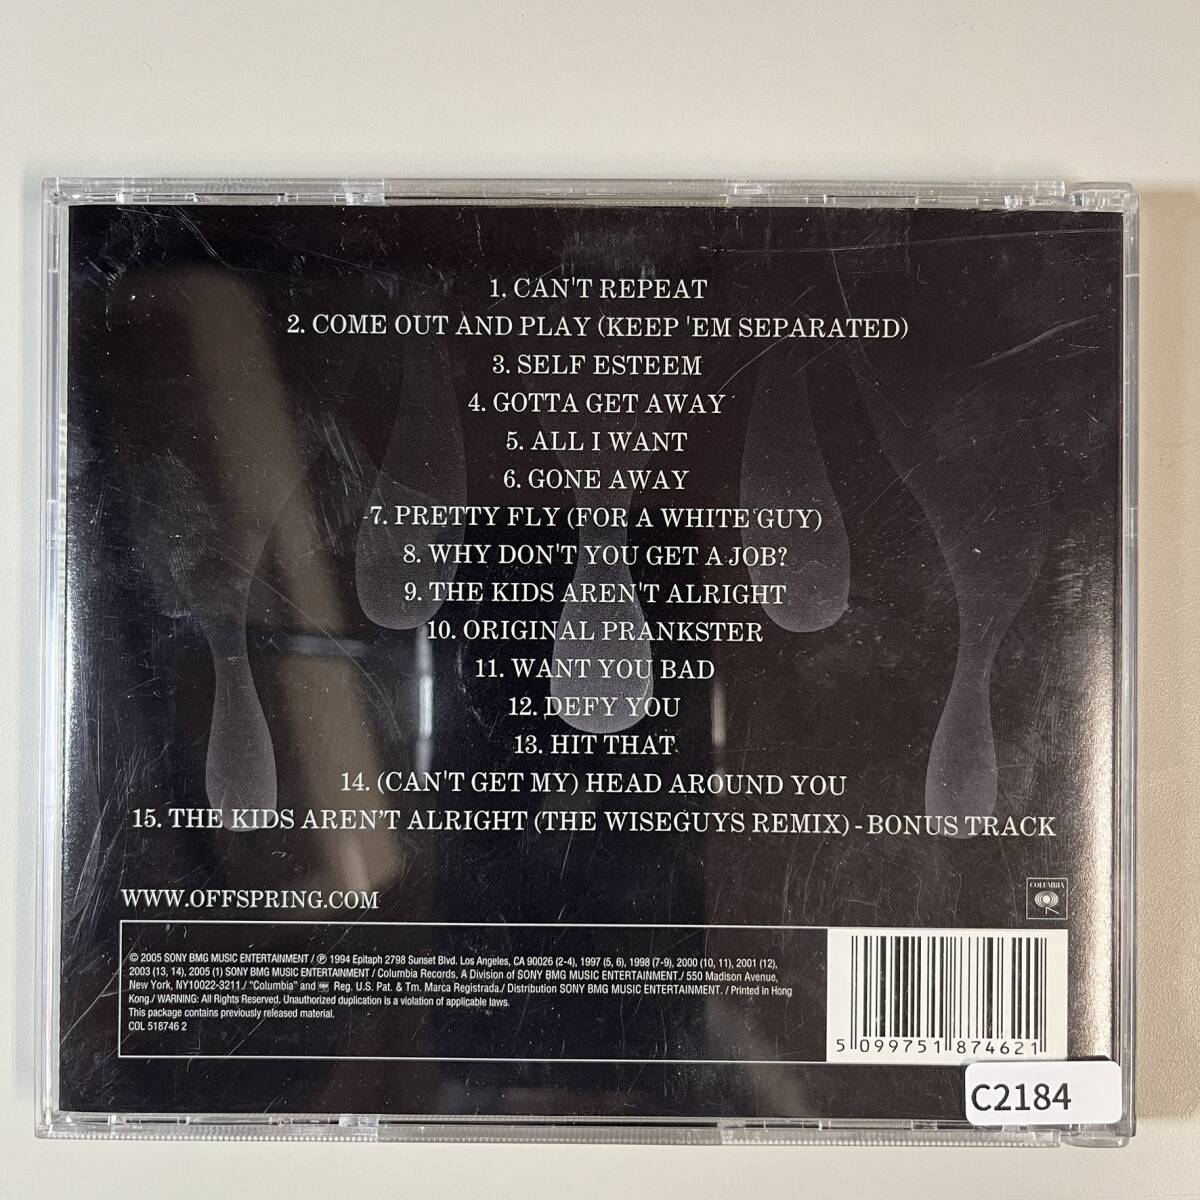 1. CAN'T REPEAT
2. COME OUT AND PLAY (KEEP 'EM SEPARATED)
3. SELF ESTEEM
4. GOTTA GET AWAY
5. ALL I WANT
6. GONE AWAY
7. PRETTY FLY (FOR A WHITE GUY)
8. WHY DON'T YOU GET A JOB?
9. THE KIDS AREN'T ALRIGHT
10. ORIGINAL PRANKSTER
11. WANT YOU BAD
12. DEFY YOU
13. HIT THAT
14. (CAN'T GET MY) HEAD AROUND YOU
15. THE KIDS AREN'T ALRIGHT (THE WISEGUYS REMIX) - BONUS TRACK
WWW.OFFSPRING.COM
COLUMBIA
© 2005 SONY BMG MUSIC ENTERTAINMENT / ℗ 1994 Epitaph 2798 Sunset Blvd. Los Angeles, CA 90026 (2-4), 1997 (5, 6), 1998 (7-9), 2000 (10, 11), 2001 (12),
2003 (13, 14), 2005 (1) SONY BMG MUSIC ENTERTAINMENT / Columbia Records, A Division of SONY BMG MUSIC ENTERTAINMENT./ 550 Madison Avenue,
New York, NY10022-3211./ "Columbia" and Reg. U.S. Pat. & Tm. Marca Registrada./ Distribution SONY BMG MUSIC ENTERTAINMENT. / Printed in Hong
Kong./ WARNING: All Rights Reserved. Unauthorized duplication is a violation of applicable laws.
This package contains previously released material.
COL 518746 2
5 099751 874621
C2184